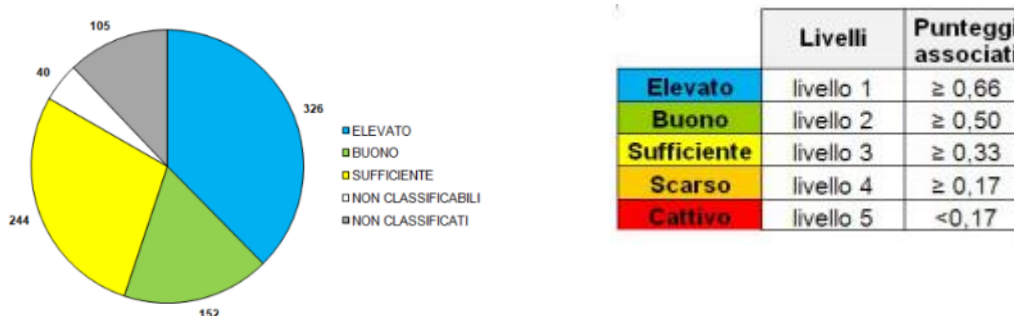 105
40
326
244
152
ELEVATO
BUONO
SUFFICIENTE
NON CLASSIFICABILI
NON CLASSIFICATI
Livelli Punteggi associati
Elevato livello 1 ≥ 0,66
Buono livello 2 ≥ 0,50
Sufficiente livello 3 ≥ 0,33
Scarso livello 4 ≥ 0,17
Cattivo livello 5 <0,17